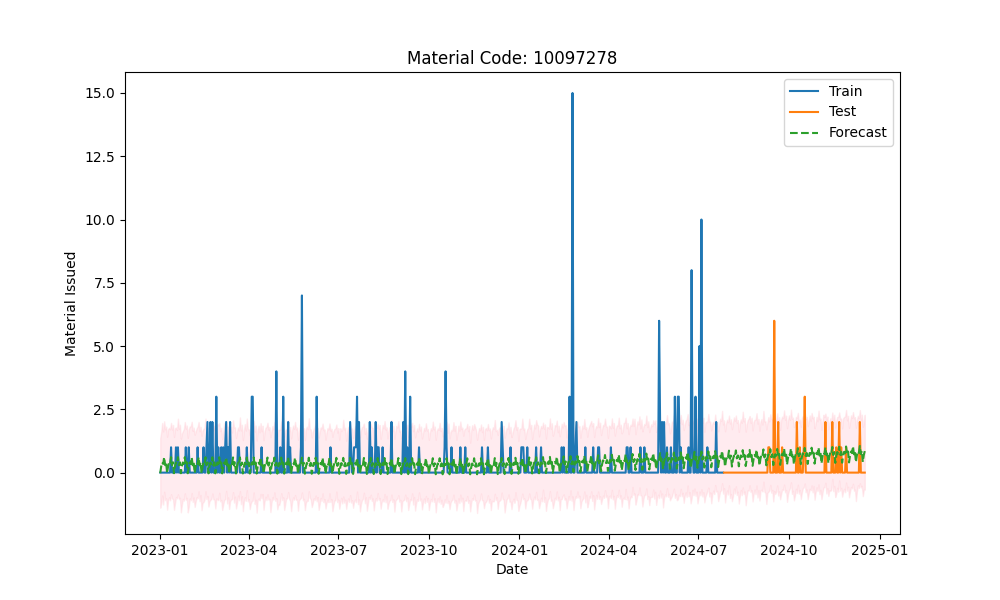 Material Code: 10097278
Train
Test
Forecast
15.0
12.5
10.0
7.5
5.0
2.5
0.0
Material Issued
2023-01 2023-04 2023-07 2023-10 2024-01 2024-04 2024-07 2024-10 2025-01
Date